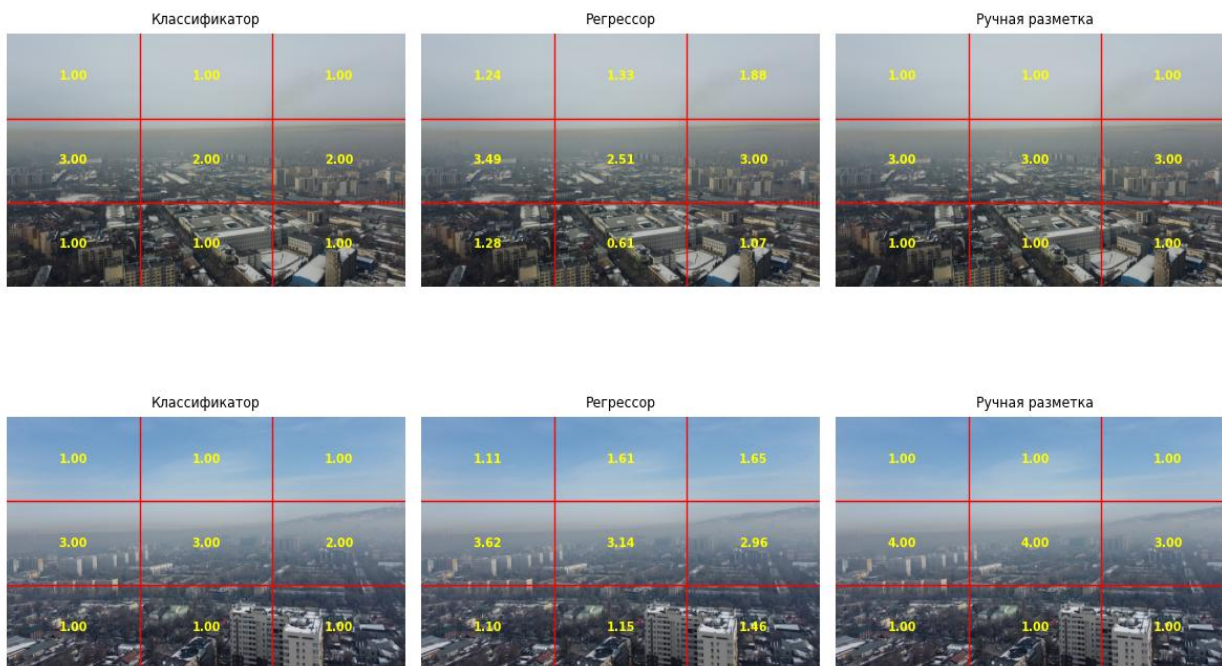 Классификатор Регрессор Ручная разметка
1.00 1.00 1.00 1.24 1.33 1.88 1.00 1.00 1.00
3.00 2.00 2.00 3.49 2.51 3.00 3.00 3.00 3.00
1.00 1.00 1.00 1.28 0.61 1.07 1.00 1.00 1.00
Классификатор Регрессор Ручная разметка
1.00 1.00 1.00 1.11 1.61 1.65 1.00 1.00 1.00
3.00 3.00 2.00 3.62 3.14 2.96 4.00 4.00 3.00
1.00 1.00 1.00 1.10 1.15 1.46 1.00 1.00 1.00